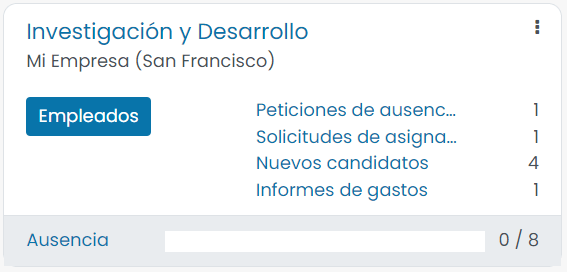 Investigación y Desarrollo
Mi Empresa (San Francisco)
Empleados
Peticiones de ausenc... 1
Solicitudes de asigna... 1
Nuevos candidatos 4
Informes de gastos 1
Ausencia 0 / 8